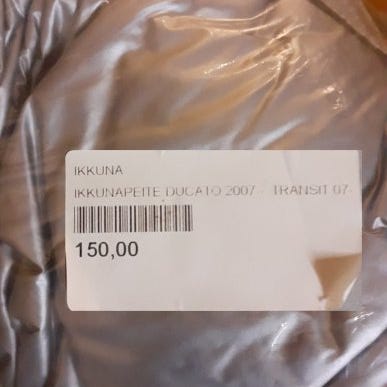 IKKUNA
IKKUNAPEITE DUCATO 2007- TRANSIT 07-
150,00